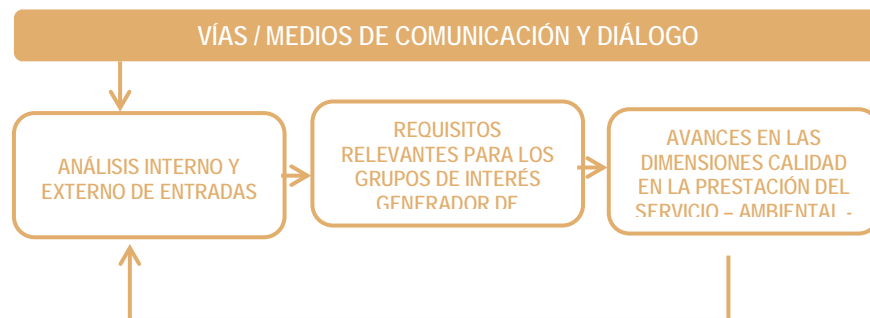 VÍAS / MEDIOS DE COMUNICACIÓN Y DIÁLOGO
ANÁLISIS INTERNO Y
EXTERNO DE ENTRADAS
REQUISITOS
RELEVANTES PARA LOS
GRUPOS DE INTERÉS
GENERADOR DE
AVANCES EN LAS
DIMENSIONES CALIDAD
EN LA PRESTACIÓN DEL
SERVICIO – AMBIENTAL -